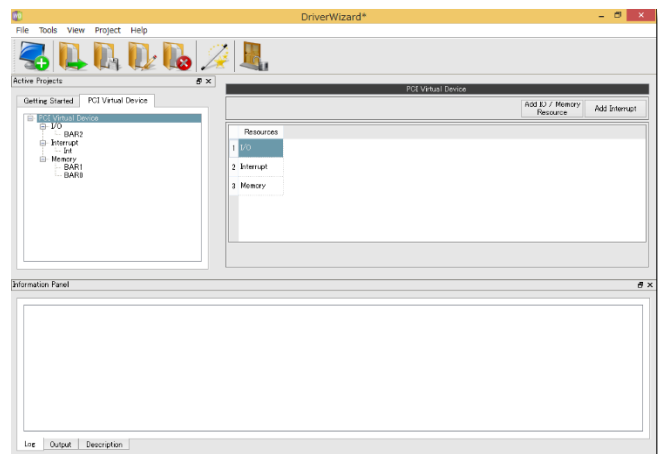 DriverWizard*
File Tools View Project Help
Active Projects
PCI Virtual Device
Getting Started PCI Virtual Device
Add IO / Memory Resource
Add Interrupt
PCI Virtual Device
I/O
BAR2
Interrupt
Int
Memory
BAR1
BAR0
Resources
1 I/O
2 Interrupt
3 Memory
Information Panel
Log Output Description